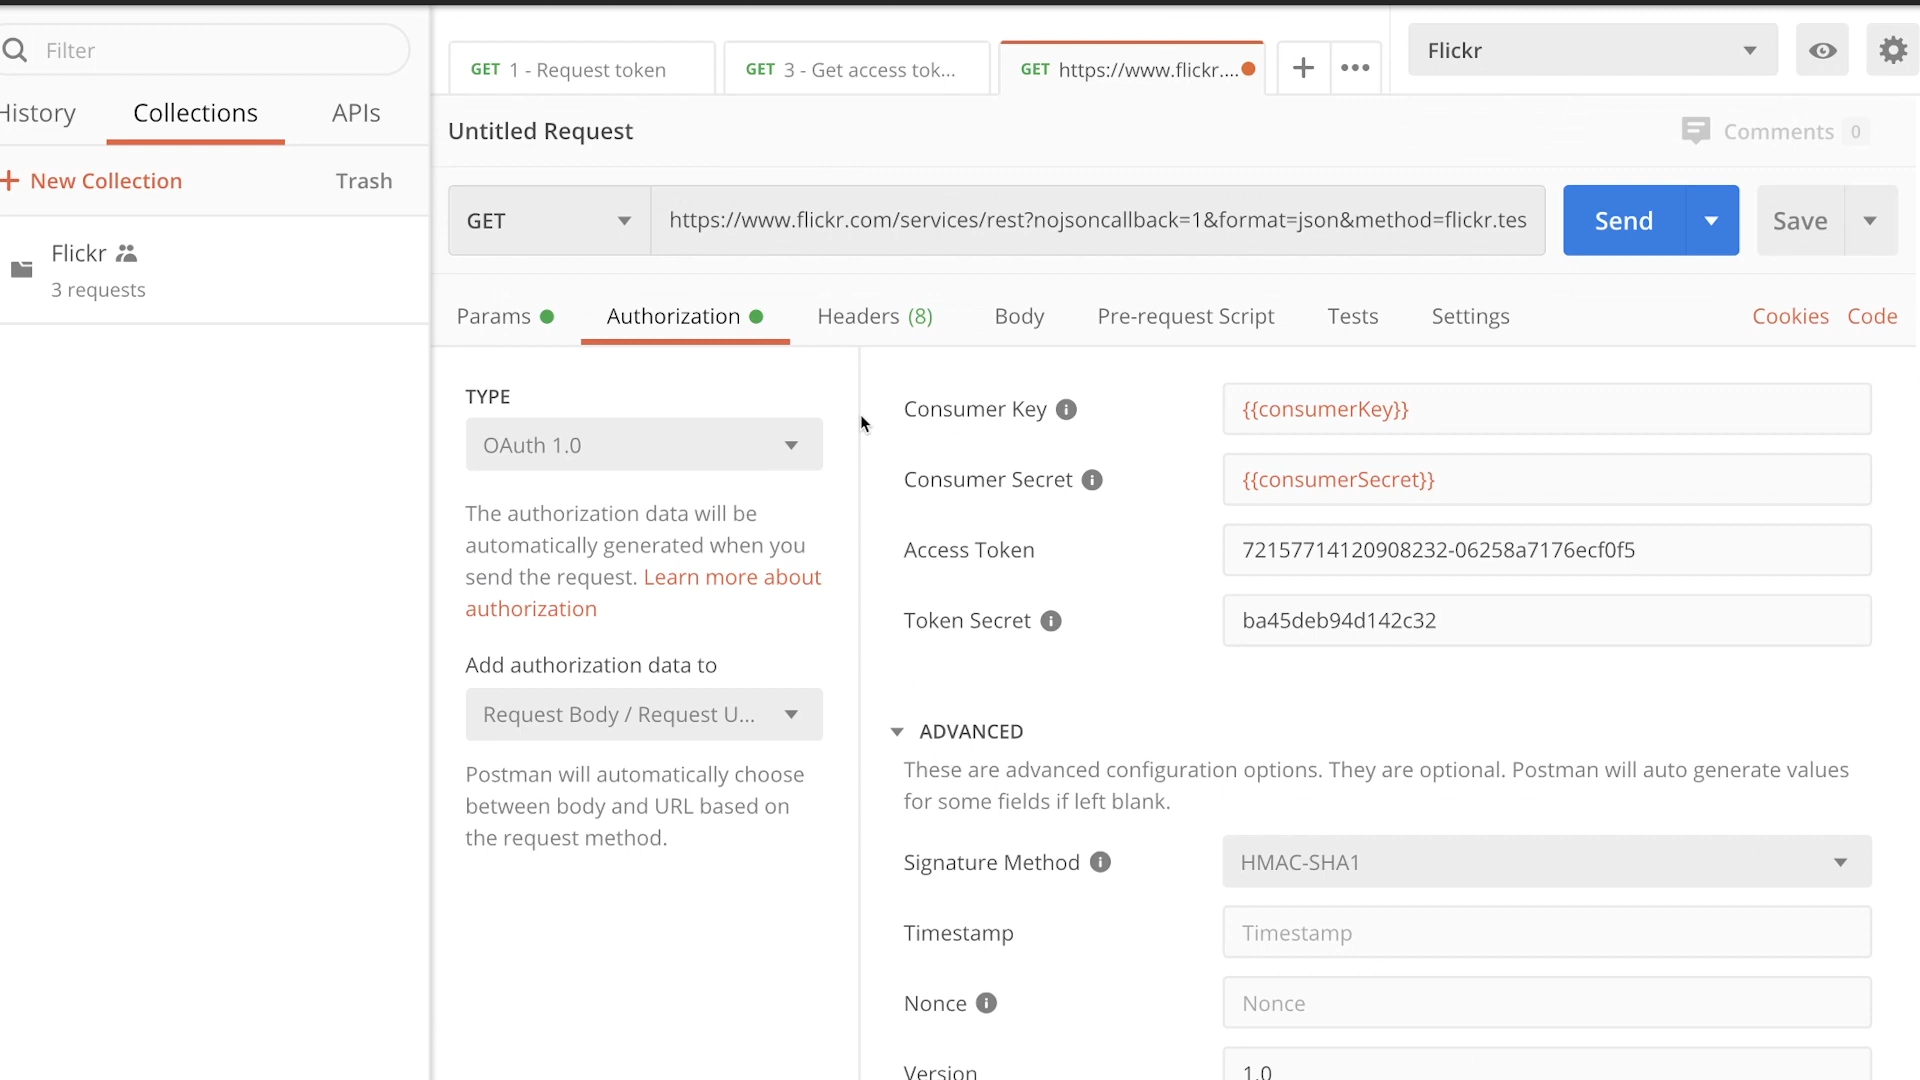 Filter
History
Collections
APIs
+ New Collection
Trash
Flickr
3 requests
GET 1 - Request token
GET 3 - Get access tok...
GET https://www.flickr....
Flickr
Untitled Request
Comments 0
GET
https://www.flickr.com/services/rest?nojsoncallback=1&format=json&method=flickr.tes
Send
Save
Params
Authorization
Headers (8)
Body
Pre-request Script
Tests
Settings
Cookies
Code
TYPE
OAuth 1.0
The authorization data will be
automatically generated when you
send the request. Learn more about
authorization
Add authorization data to
Request Body / Request U...
Postman will automatically choose
between body and URL based on
the request method.
Consumer Key
{{consumerKey}}
Consumer Secret
{{consumerSecret}}
Access Token
72157714120908232-06258a7176ecf0f5
Token Secret
ba45deb94d142c32
ADVANCED
These are advanced configuration options. They are optional. Postman will auto generate values
for some fields if left blank.
Signature Method
HMAC-SHA1
Timestamp
Timestamp
Nonce
Nonce
Version
1.0